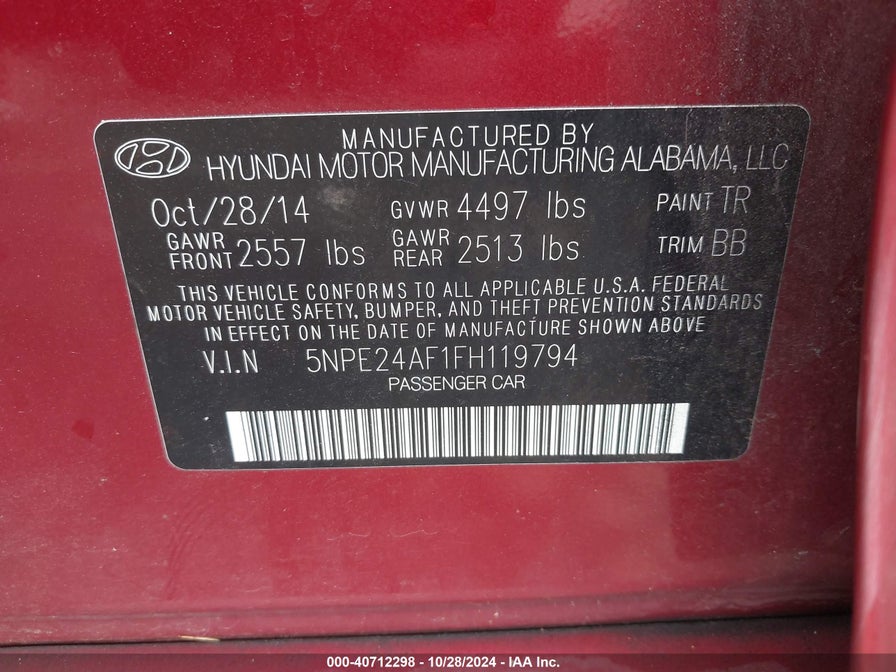 MANUFACTURED BY
HYUNDAI MOTOR MANUFACTURING ALABAMA, LLC
Oct/28/14 GVWR 4497 lbs PAINT TR
GAWR FRONT 2557 lbs GAWR REAR 2513 lbs TRIM BB
THIS VEHICLE CONFORMS TO ALL APPLICABLE U.S.A. FEDERAL
MOTOR VEHICLE SAFETY, BUMPER, AND THEFT PREVENTION STANDARDS
IN EFFECT ON THE DATE OF MANUFACTURE SHOWN ABOVE
V.I.N 5NPE24AF1FH119794
PASSENGER CAR
000-40712298 - 10/28/2024 - IAA Inc.